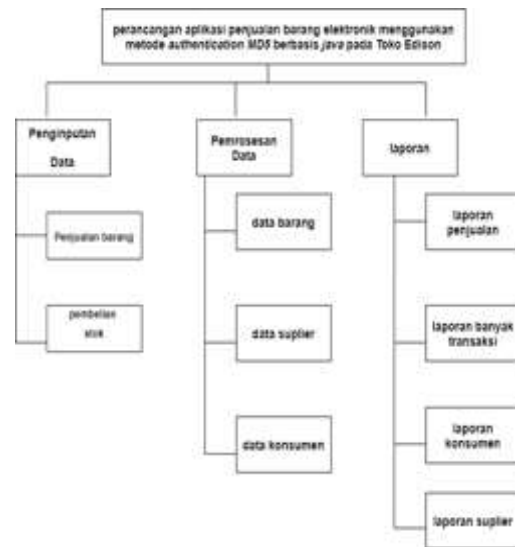 perancangan aplikasi penjualan barang elektronik menggunakan
metode authentication MD5 berbasis java pada Toko Edison
Penginputan
Data
Pemrosesan
Data
laporan
Penjualan barang
pembelian
stok
data barang
data suplier
data konsumen
laporan
penjualan
laporan banyak
transaksi
laporan
konsumen
laporan suplier